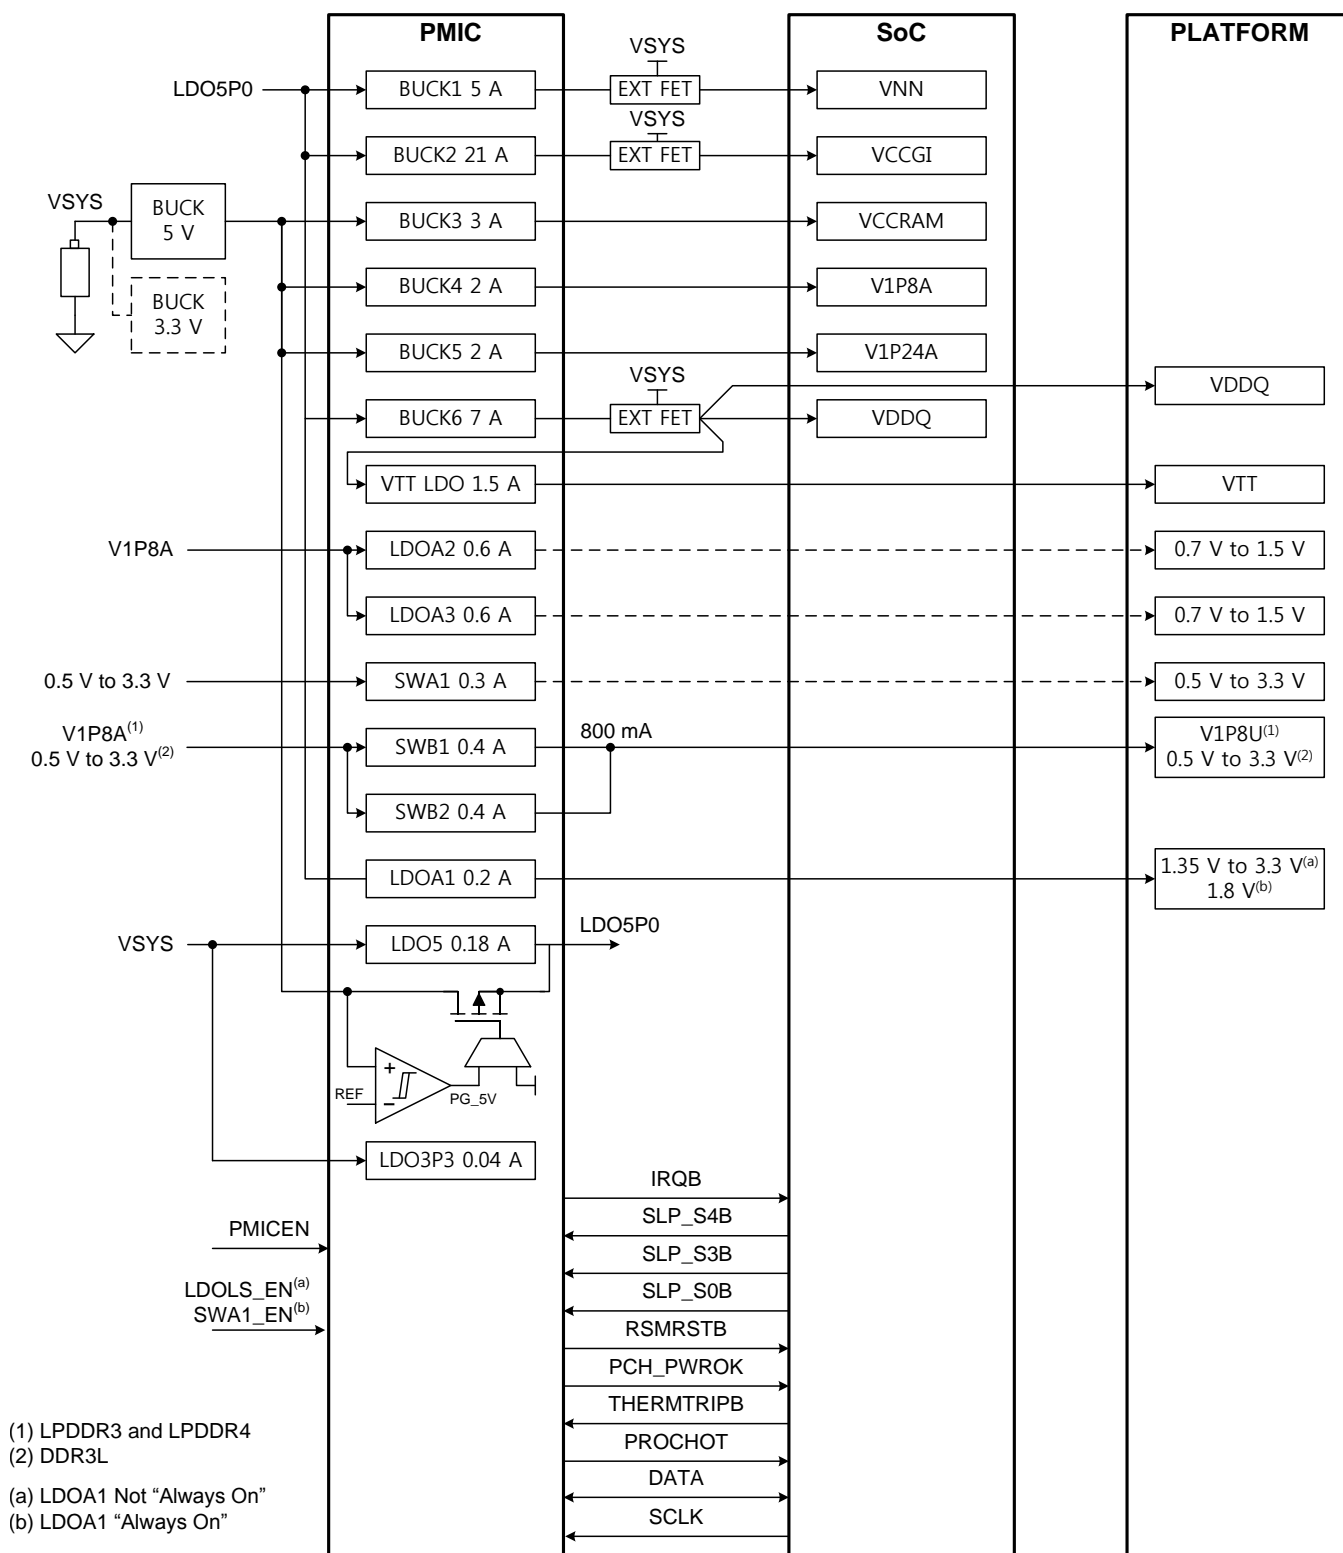 PMIC
SoC
PLATFORM
VSYS
LDO5P0
BUCK1 5 A
EXT FET
VNN
VSYS
BUCK2 21 A
EXT FET
VCCGI
VSYS
BUCK
5 V
BUCK3 3 A
VCCRAM
BUCK
3.3 V
BUCK4 2 A
V1P8A
BUCK5 2 A
V1P24A
VSYS
VDDQ
BUCK6 7 A
EXT FET
VDDQ
VTT LDO 1.5 A
VTT
V1P8A
LDOA2 0.6 A
0.7 V to 1.5 V
LDOA3 0.6 A
0.7 V to 1.5 V
0.5 V to 3.3 V
SWA1 0.3 A
0.5 V to 3.3 V
V1P8A(1)
0.5 V to 3.3 V(2)
SWB1 0.4 A
800 mA
V1P8U(1)
0.5 V to 3.3 V(2)
SWB2 0.4 A
LDOA1 0.2 A
1.35 V to 3.3 V(a)
1.8 V(b)
VSYS
LDO5 0.18 A
LDO5P0
+
REF
−
PG_5V
LDO3P3 0.04 A
IRQB
SLP_S4B
PMICEN
SLP_S3B
LDOLS_EN(a)
SWA1_EN(b)
SLP_S0B
RSMRSTB
PCH_PWROK
THERMTRIPB
PROCHOT
DATA
SCLK
(1) LPDDR3 and LPDDR4
(2) DDR3L
(a) LDOA1 Not “Always On”
(b) LDOA1 “Always On”